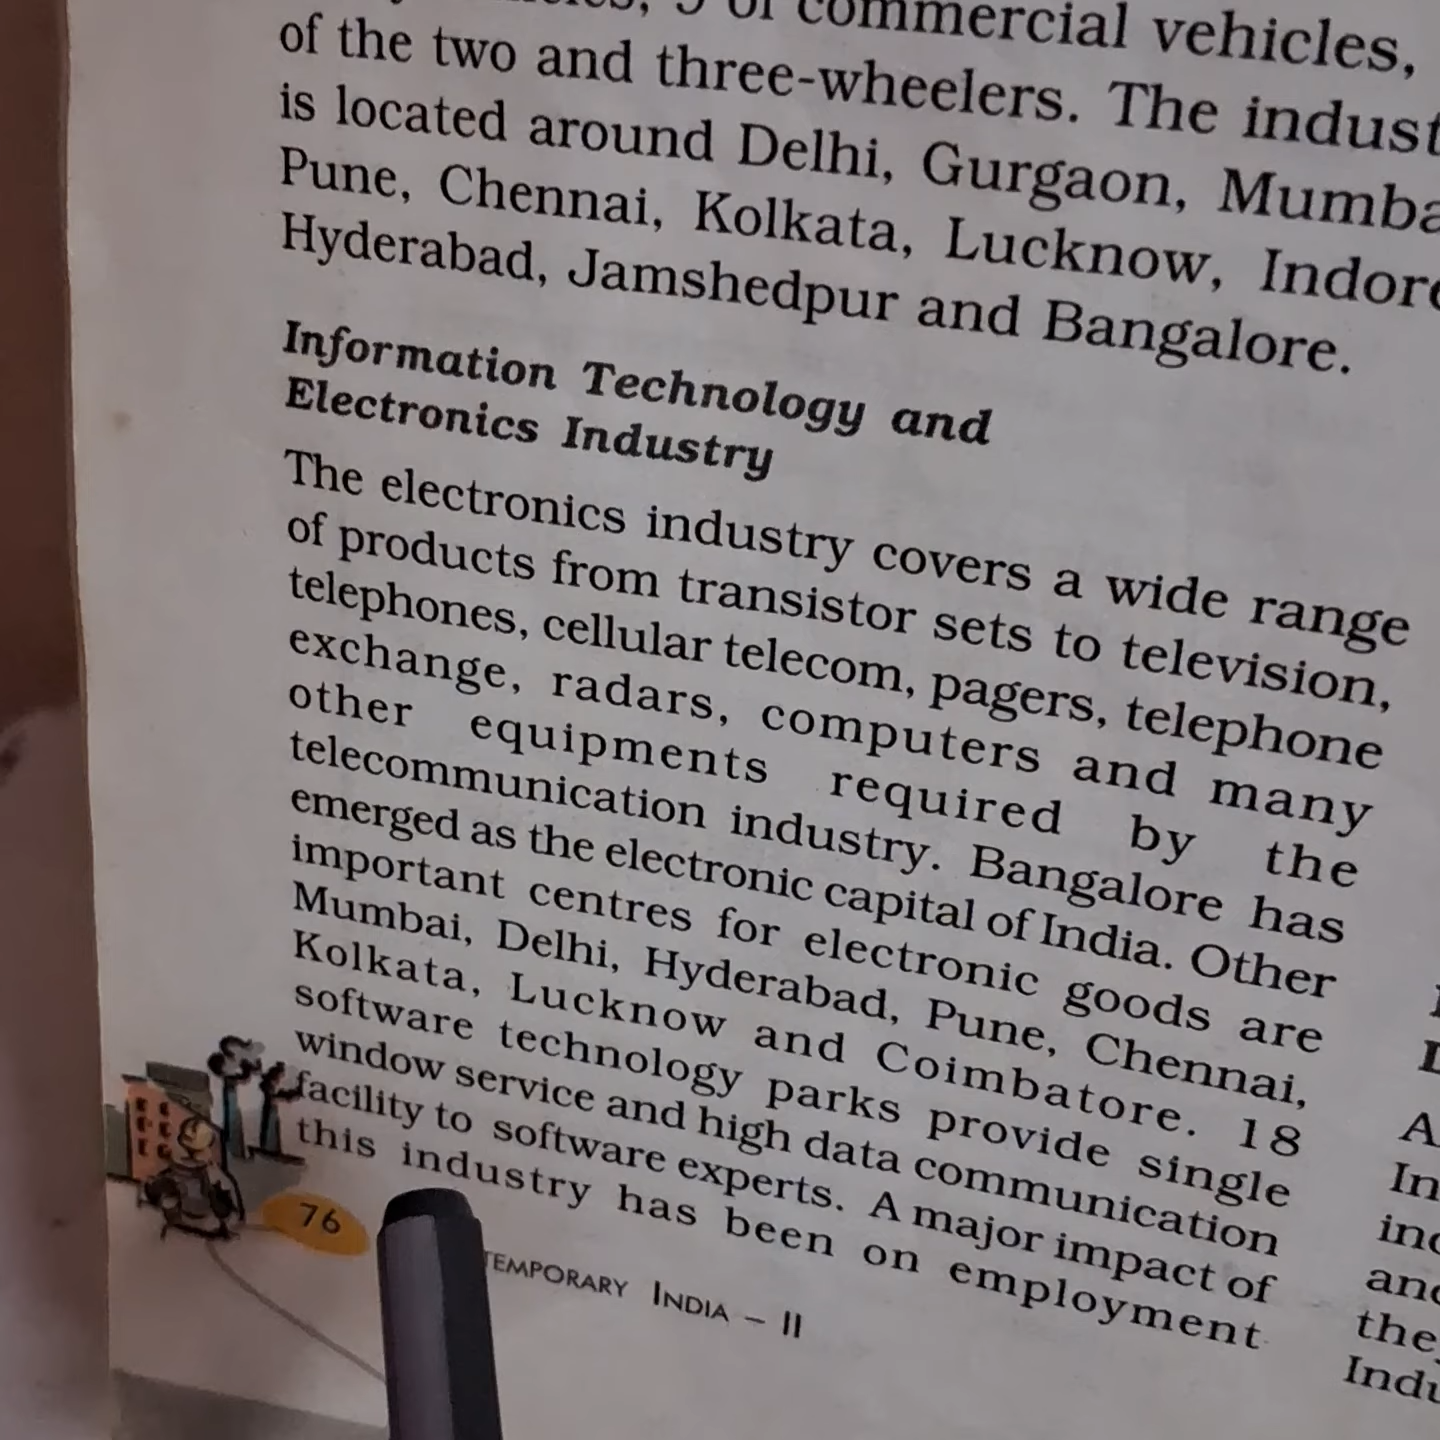 of commercial vehicles,
of the two and three-wheelers. The
is located around Delhi, Gurgaon,
Pune, Chennai, Kolkata, Lucknow,
Hyderabad, Jamshedpur and Bangalore.
Information Technology and
Electronics Industry
The electronics industry covers a wide range
of products from transistor sets to television,
telephones, cellular telecom, pagers, telephone
exchange, radars, computers and many
other equipments required by the
telecommunication industry. Bangalore has
emerged as the electronic capital of India. Other
important centres for electronic goods are
Mumbai, Delhi, Hyderabad, Pune, Chennai,
Kolkata, Lucknow and Coimbatore. 18
software technology parks provide single
window service and high data communication
facility to software experts. A major impact of
this industry has been on employment
76
TEMPORARY INDIA – II